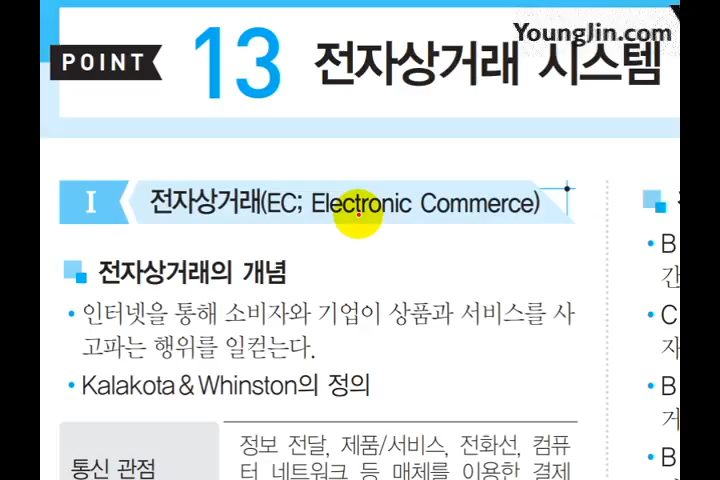 YoungJin.com
POINT 13 전자상거래 시스템
I 전자상거래(EC; Electronic Commerce)
전자상거래의 개념
• 인터넷을 통해 소비자와 기업이 상품과 서비스를 사
고파는 행위를 일컫는다.
• Kalakota & Whinston의 정의
통신 관점
정보 전달, 제품/서비스, 전화선, 컴퓨
터 네트워크 등 매체를 이용한 결제
• B
간
• C
자
• B
거
• B